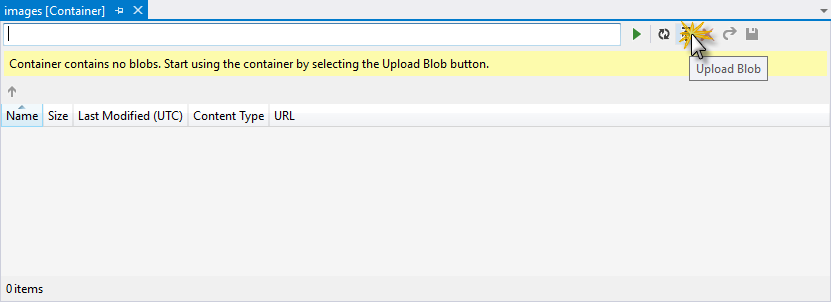 images [Container]
Container contains no blobs. Start using the container by selecting the Upload Blob button.
Upload Blob
Name Size Last Modified (UTC) Content Type URL
0 items